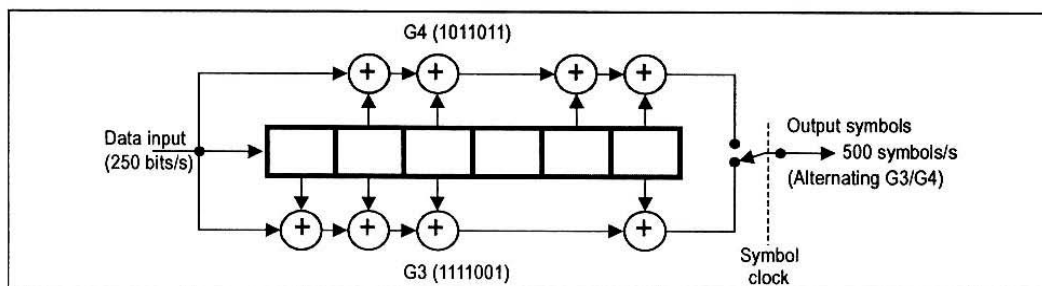 G4 (1011011)
+ + + +
Data input
(250 bits/s)
Output symbols
500 symbols/s
(Alternating G3/G4)
+ + + +
Symbol
clock
G3 (1111001)